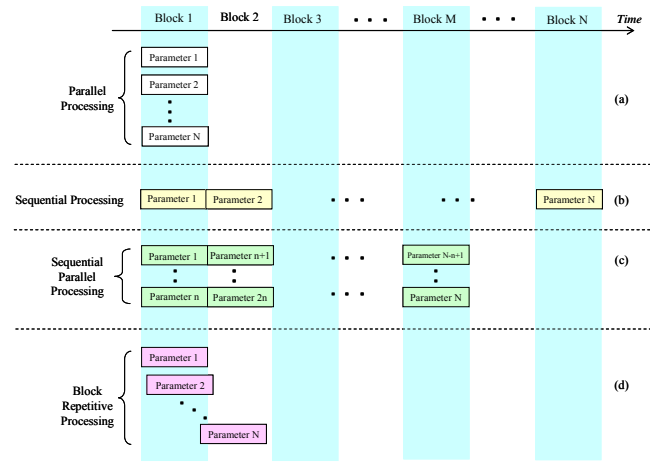 Block 1 Block 2 Block 3 • • • Block M • • • Block N Time
Parameter 1
Parallel
Processing
Parameter 2
(a)
Parameter N
Sequential Processing Parameter 1 Parameter 2 • • • • • • Parameter N (b)
Sequential
Parallel
Processing
Parameter 1 Parameter n+1 • • • Parameter N-n+1 (c)
Parameter n Parameter 2n • • • Parameter N
Parameter 1
Block
Repetitive
Processing
Parameter 2 (d)
Parameter N